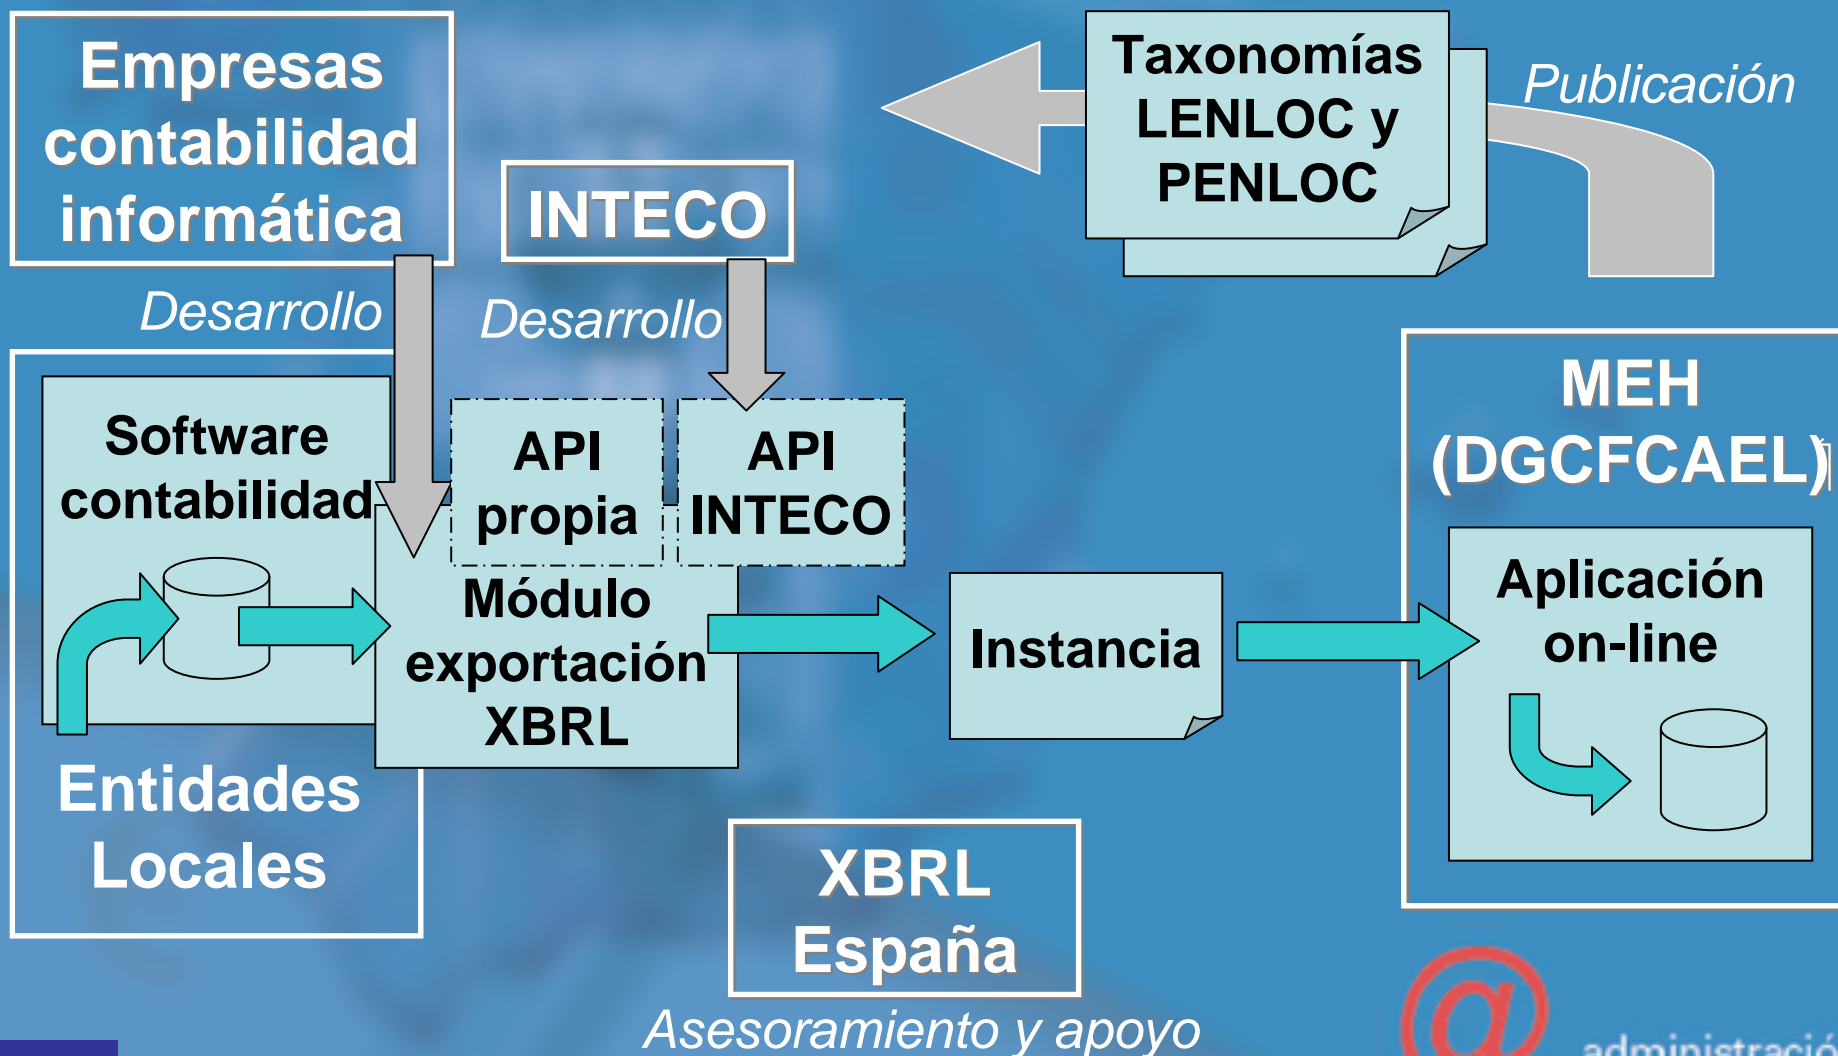 Empresas
contabilidad
informática
INTECO
Taxonomías
LENLOC y
PENLOC
Publicación
Desarrollo
Desarrollo
Software
contabilidad
API
propia
API
INTECO
Módulo
exportación
XBRL
Entidades
Locales
Instancia
MEH
(DGCFCAEL)
Aplicación
on-line
XBRL
España
Asesoramiento y apoyo
@
administració